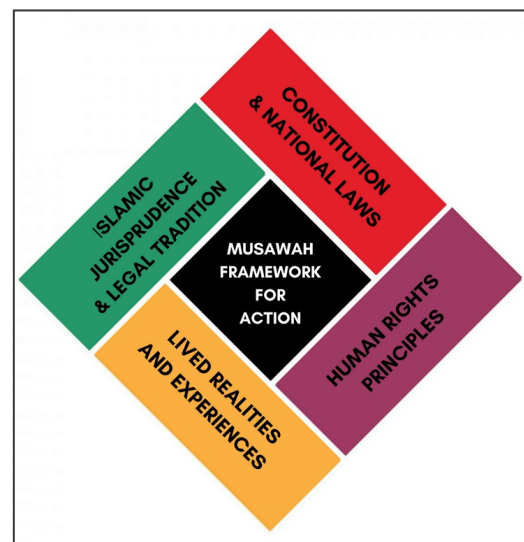 CONSTITUTION
& NATIONAL LAWS
ISLAMIC
JURISPRUDENCE
& LEGAL TRADITION
MUSAWAH
FRAMEWORK
FOR
ACTION
HUMAN RIGHTS
PRINCIPLES
LIVED REALITIES
AND EXPERIENCES